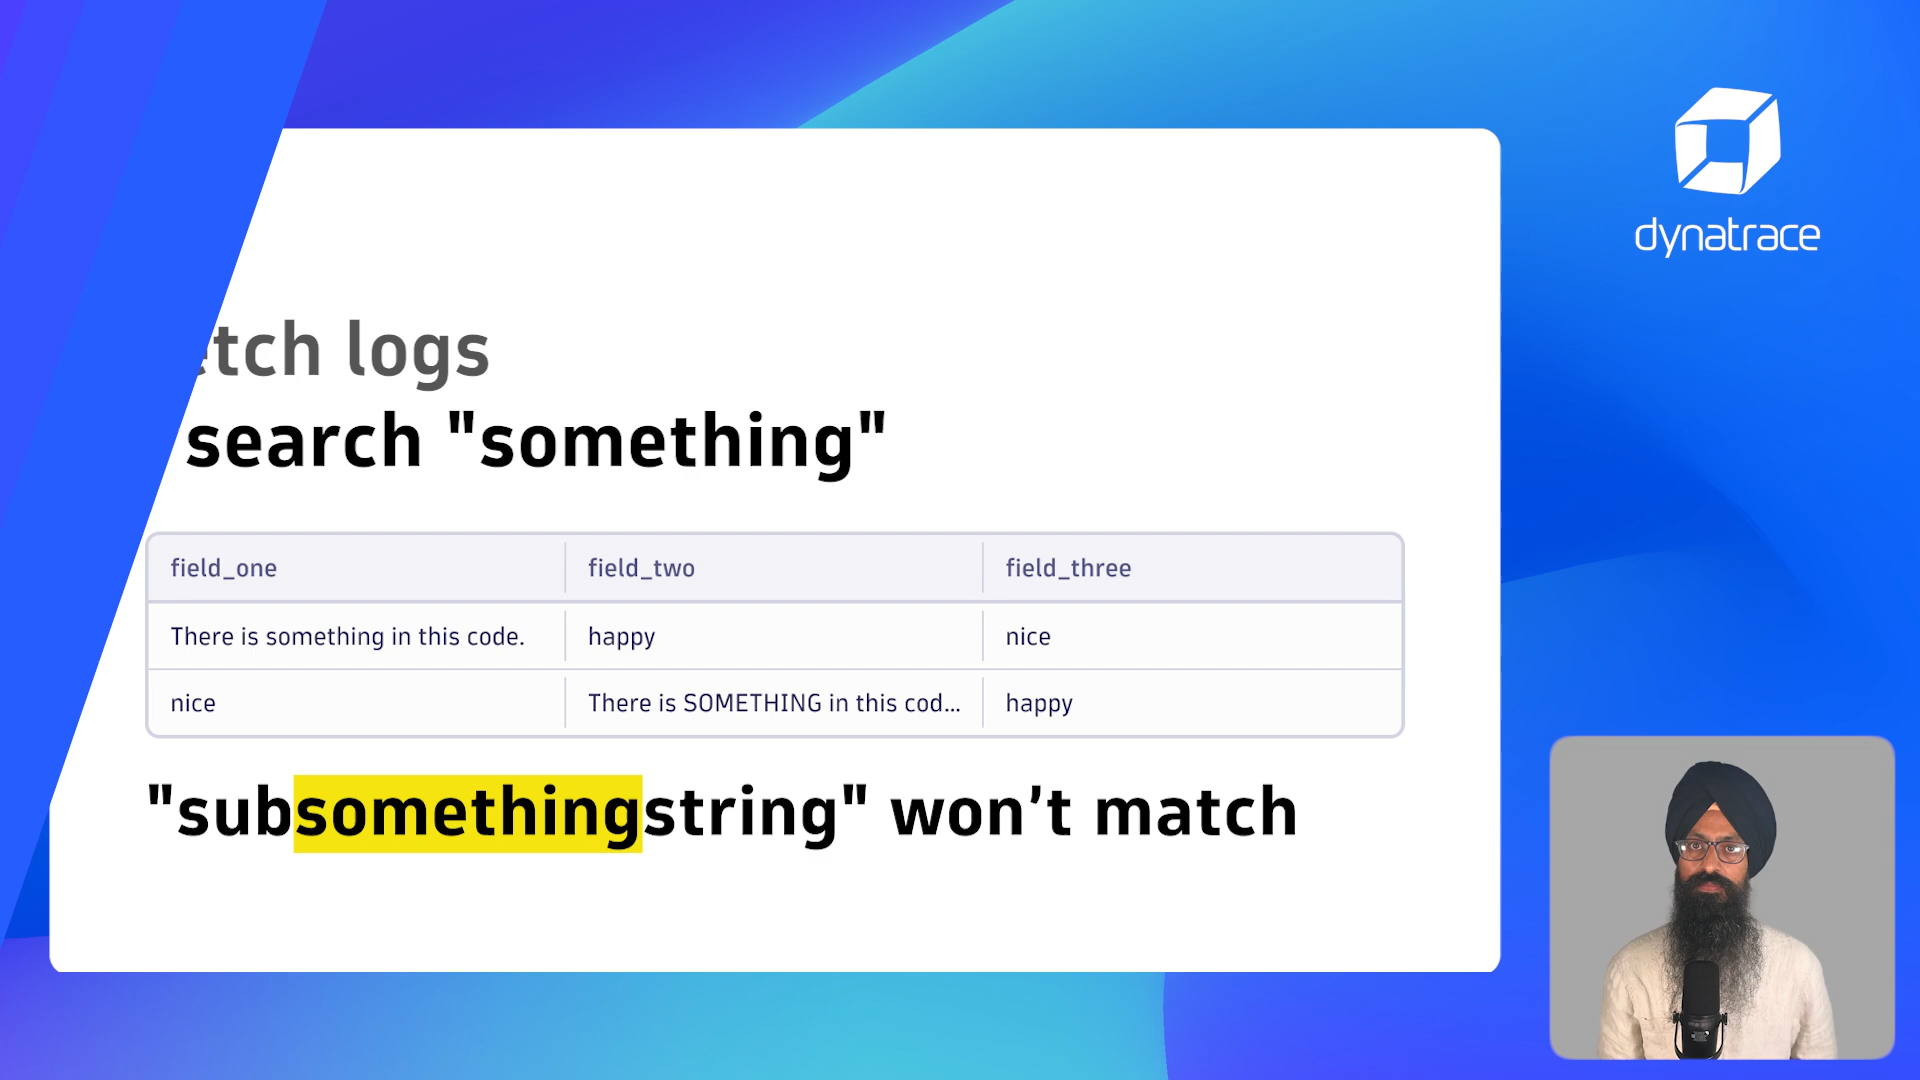 etch logs
search "something"
field_one field_two field_three
There is something in this code. happy nice
nice There is SOMETHING in this cod... happy
"subsomethingstring" won’t match
dynatrace